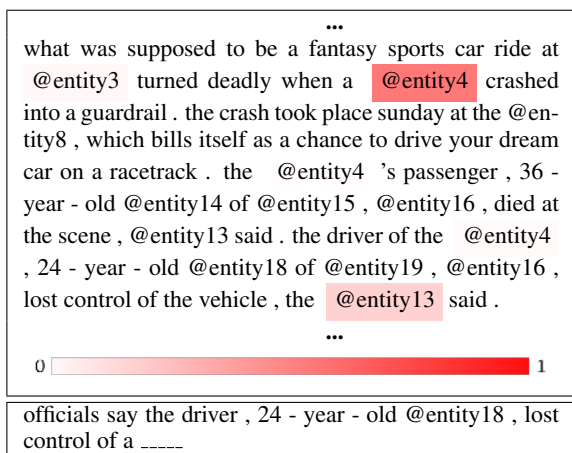 ...
what was supposed to be a fantasy sports car ride at
@entity3 turned deadly when a @entity4 crashed
into a guardrail . the crash took place sunday at the @en-
tity8 , which bills itself as a chance to drive your dream
car on a racetrack . the @entity4 's passenger , 36 -
year - old @entity14 of @entity15 , @entity16 , died at
the scene , @entity13 said . the driver of the @entity4
, 24 - year - old @entity18 of @entity19 , @entity16 ,
lost control of the vehicle , the @entity13 said .
...
0 1
officials say the driver , 24 - year - old @entity18 , lost
control of a _____